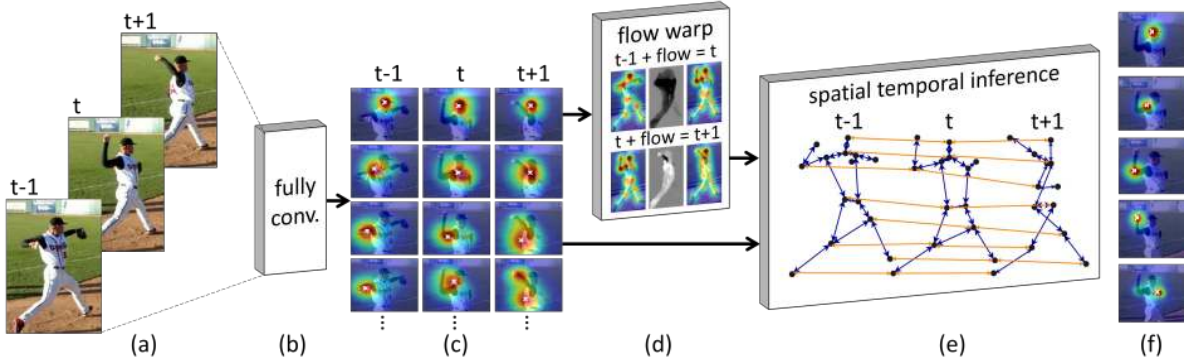 t+1
t
t-1
fully
conv.
t-1 t t+1
flow warp
t-1 + flow = t
t + flow = t+1
spatial temporal inference
t-1 t t+1
(a) (b) (c) (d) (e) (f)